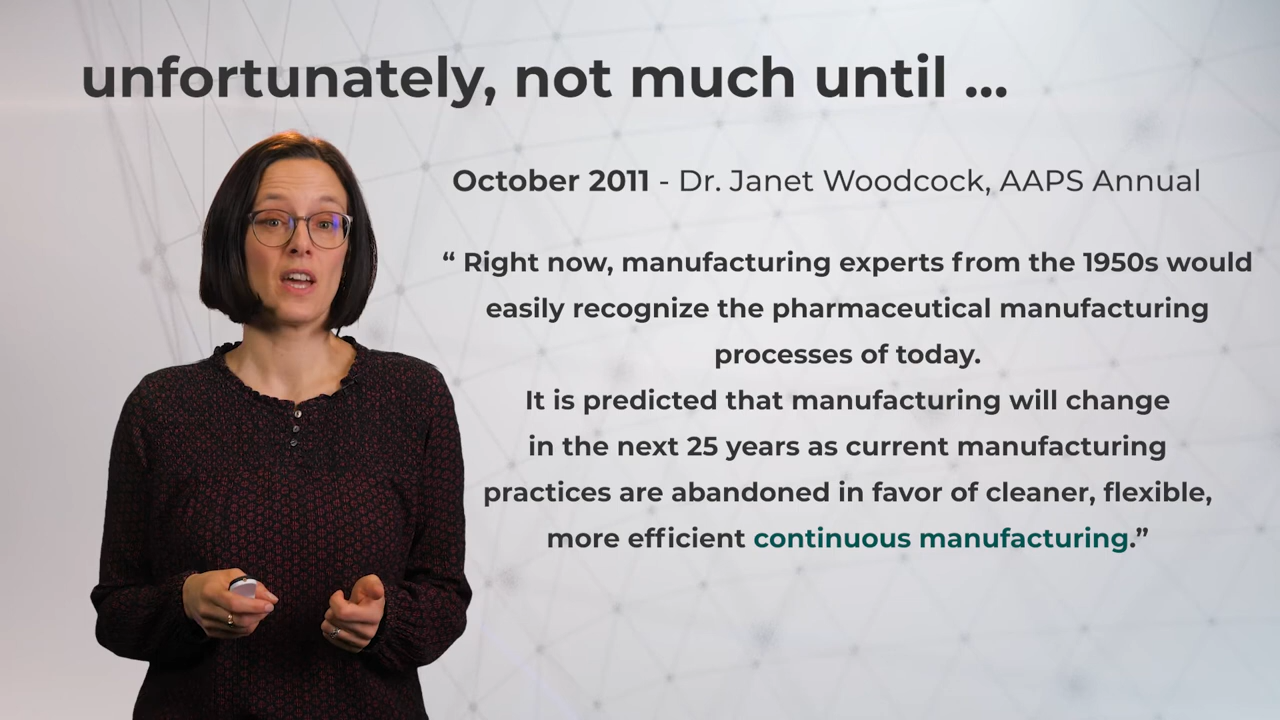 unfortunately, not much until ...
October 2011 - Dr. Janet Woodcock, AAPS Annual
“ Right now, manufacturing experts from the 1950s would
easily recognize the pharmaceutical manufacturing
processes of today.
It is predicted that manufacturing will change
in the next 25 years as current manufacturing
practices are abandoned in favor of cleaner, flexible,
more efficient continuous manufacturing.”